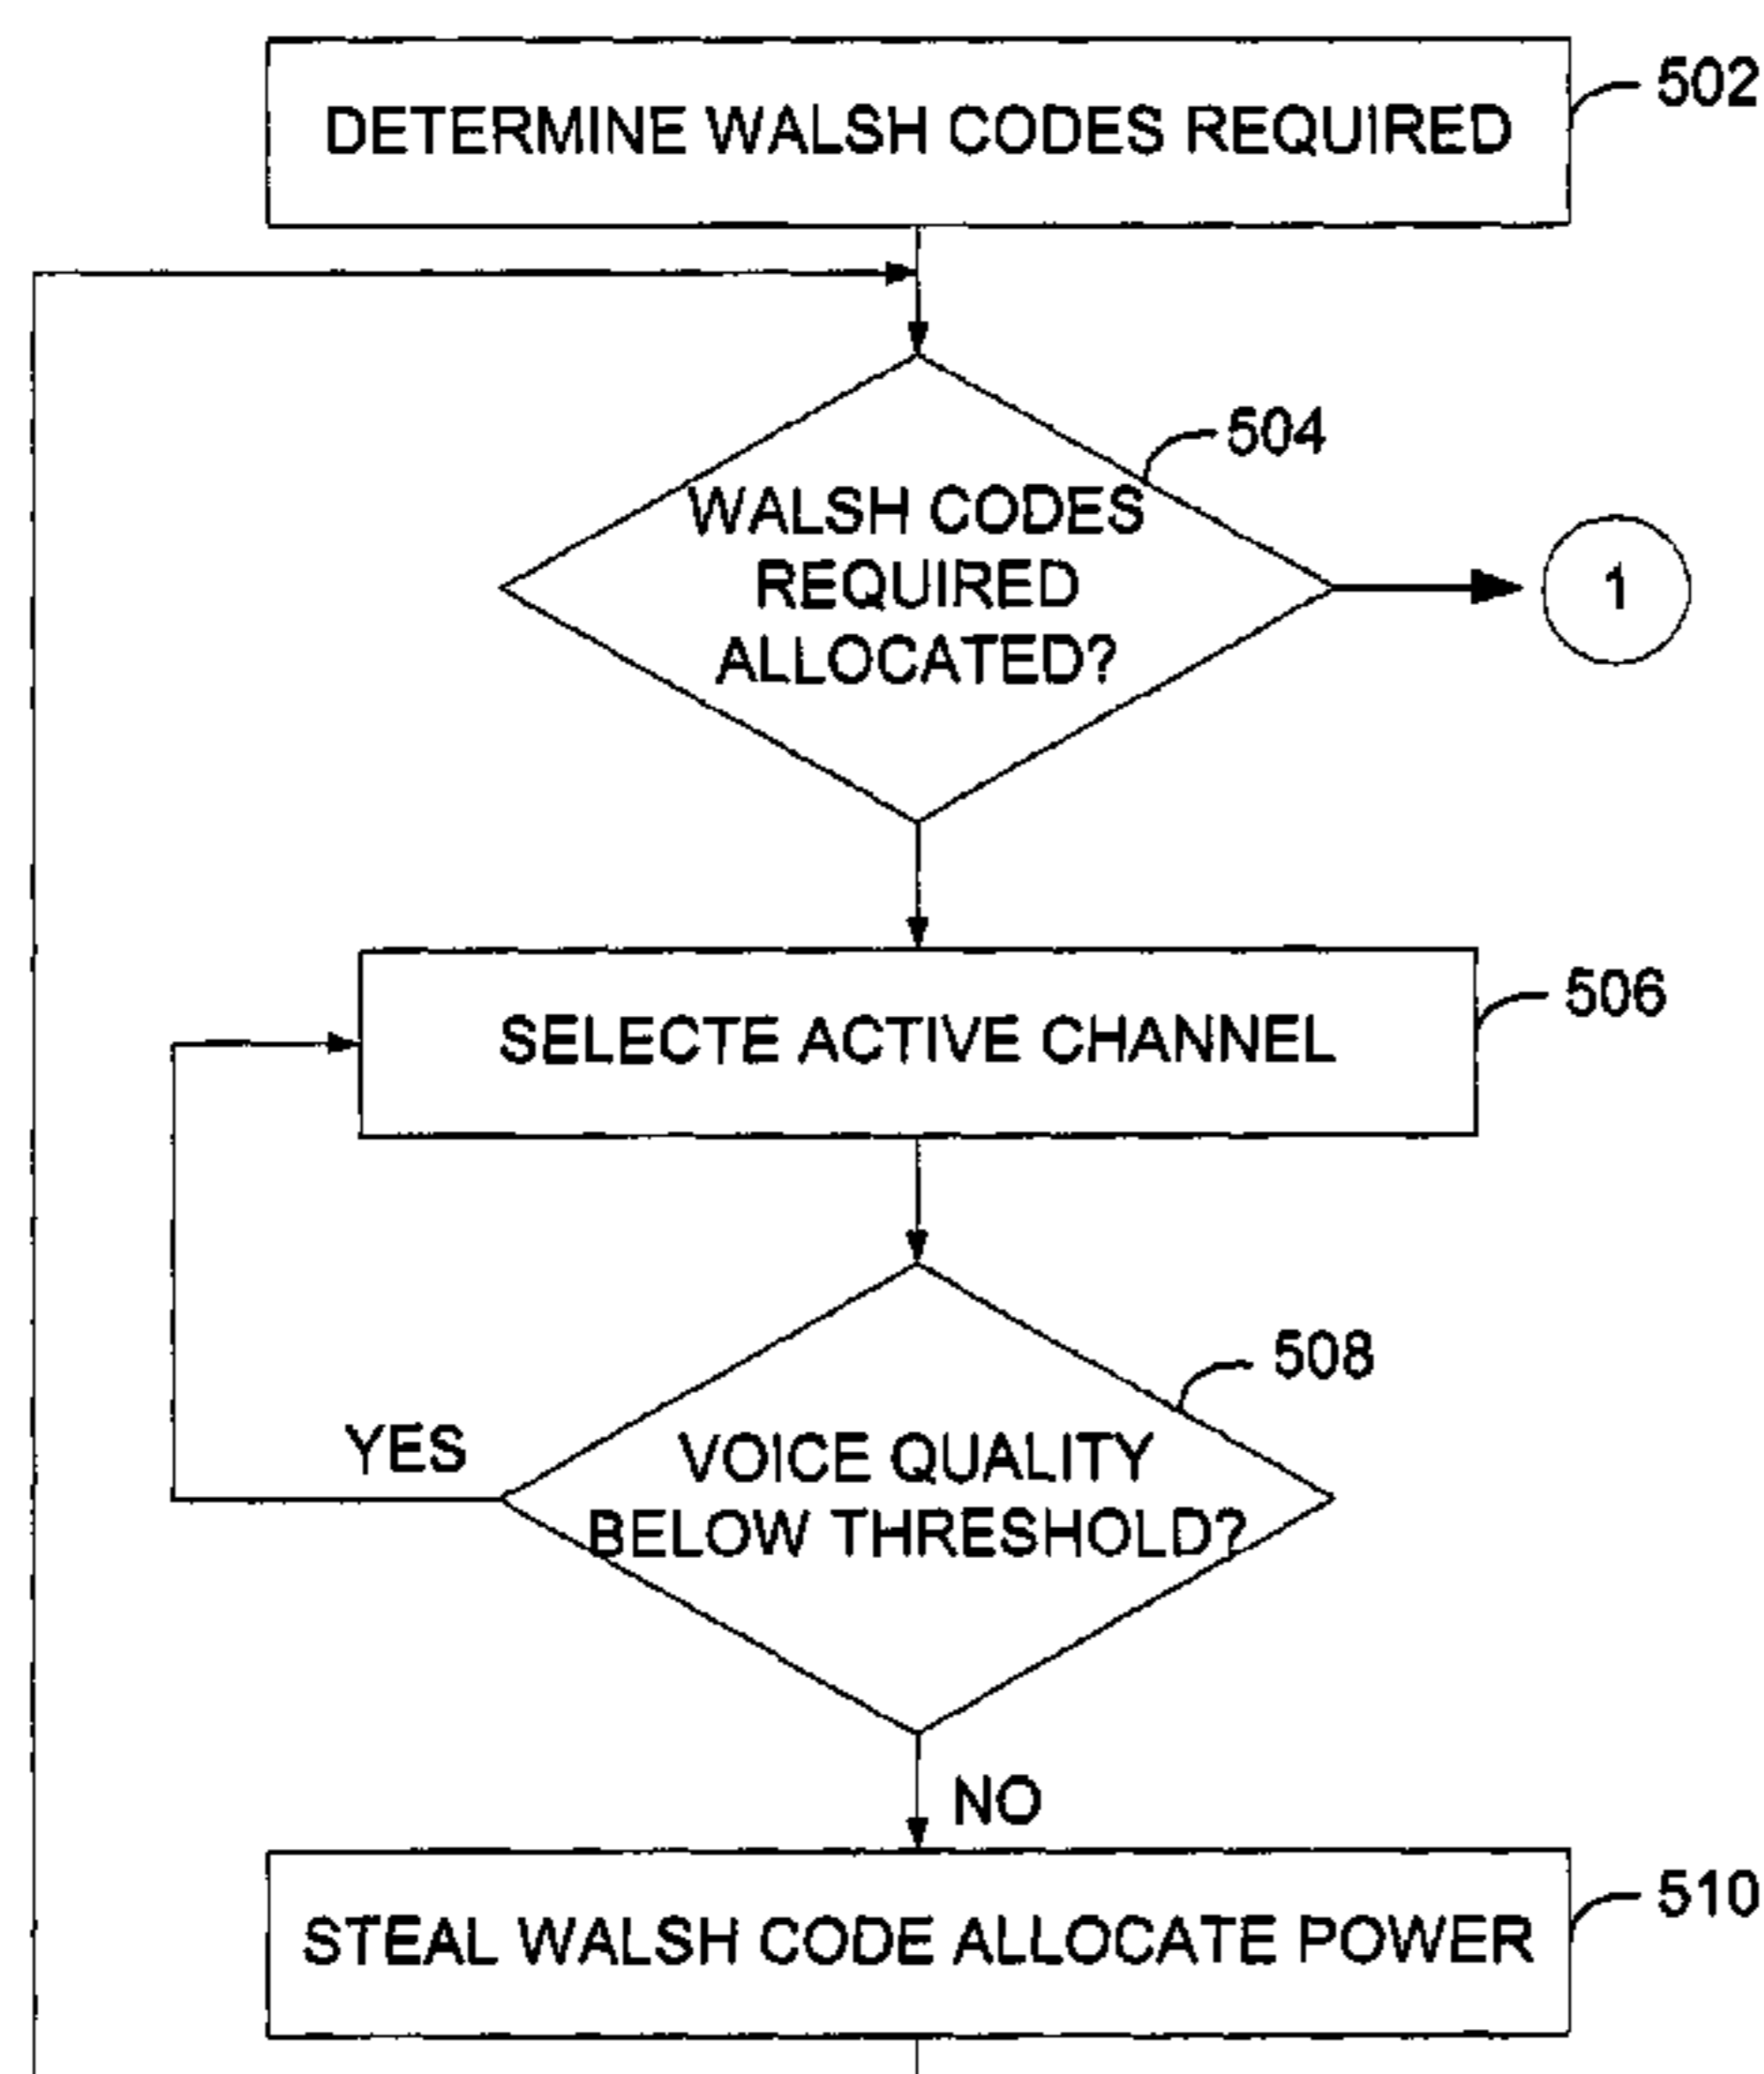 DETERMINE WALSH CODES REQUIRED
502
504
WALSH CODES
REQUIRED
ALLOCATED?
1
506
SELECTE ACTIVE CHANNEL
508
YES
VOICE QUALITY
BELOW THRESHOLD?
NO
510
STEAL WALSH CODE ALLOCATE POWER